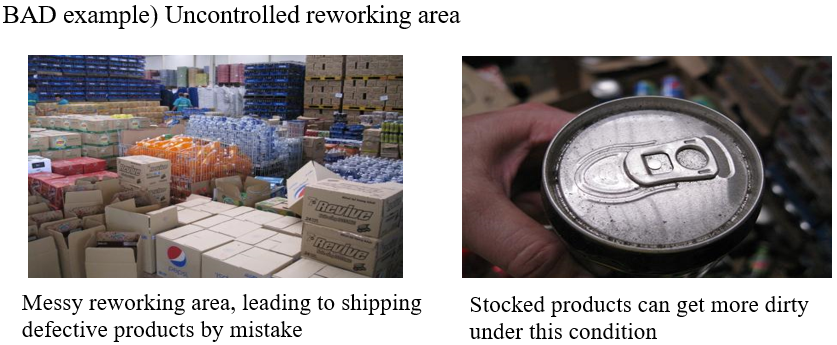 BAD example) Uncontrolled reworking area
Revive
Revive
pepsi
Messy reworking area, leading to shipping
defective products by mistake
Stocked products can get more dirty
under this condition